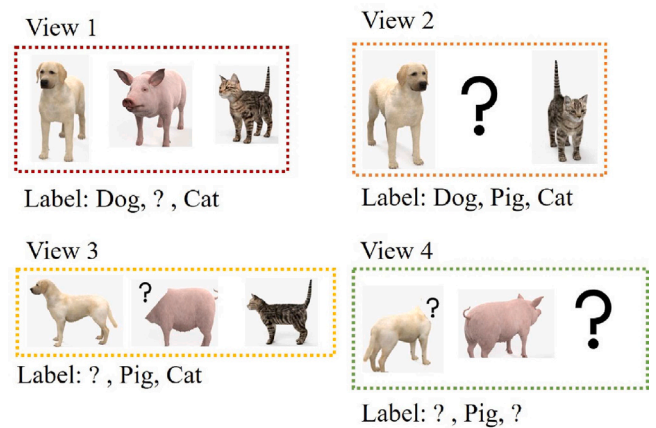 View 1
View 2
?
Label: Dog, ? , Cat
Label: Dog, Pig, Cat
View 3
View 4
?
?
?
Label: ? , Pig, Cat
Label: ? , Pig, ?